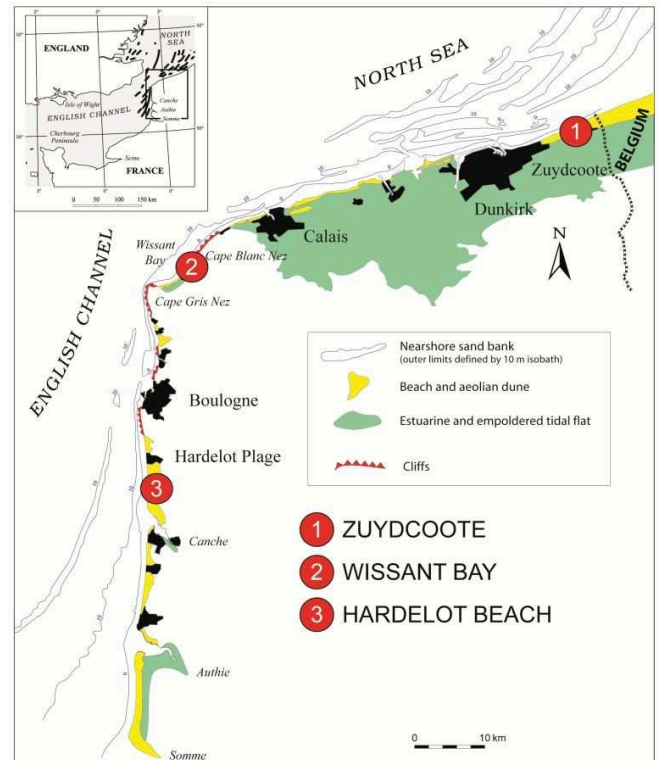 NORTH
SEA
ENGLAND
Isle of Wight
ENGLISH CHANNEL
Canche
Authie
Somme
Cherbourg
Peninsula
Seine
FRANCE
0 50 100 150 km
NORTH SEA
1
Zuydcoote
BELGIUM
Dunkirk
Calais
N
Wissant
Bay
2
Cape Blanc Nez
Cape Gris Nez
ENGLISH CHANNEL
Nearshore sand bank
(outer limits defined by 10 m isobath)
Beach and aeolian dune
Estuarine and empoldered tidal flat
Cliffs
Boulogne
Hardelot Plage
3
Canche
1 ZUYDCOOTE
2 WISSANT BAY
3 HARDELOT BEACH
Authie
Somme
0 10 km